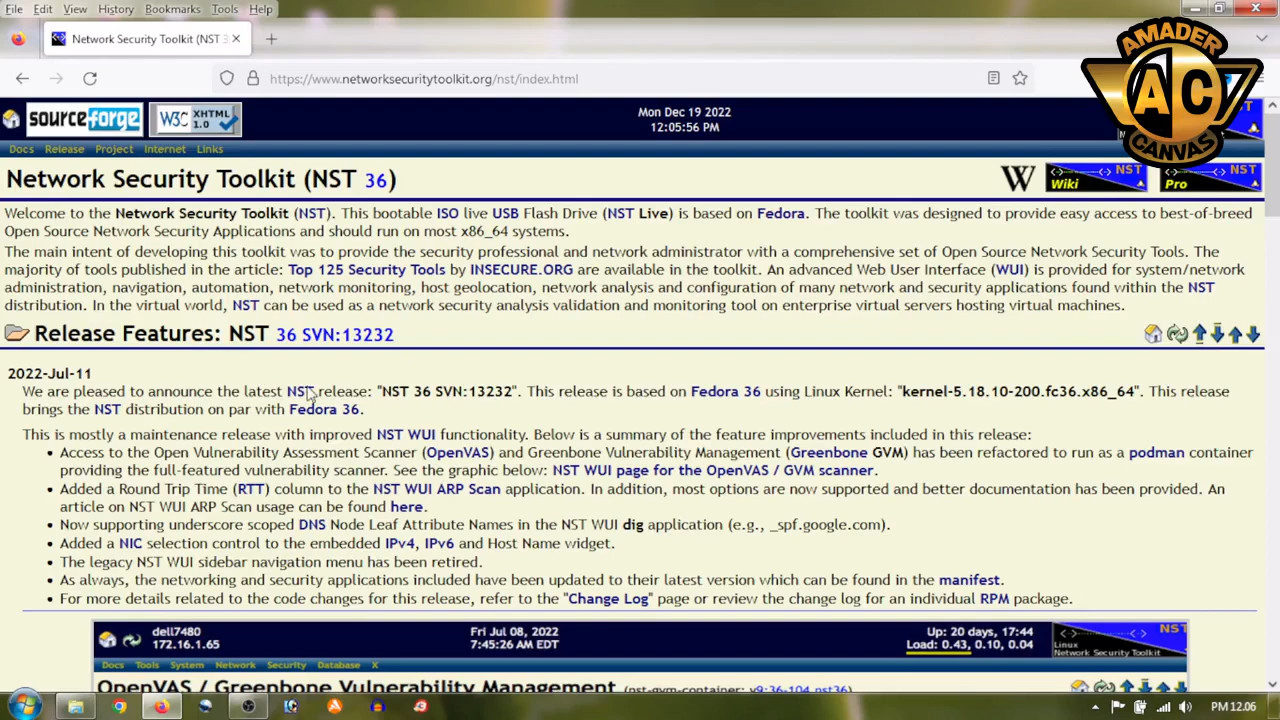 File Edit View History Bookmarks Tools Help
Network Security Toolkit (NST 3
https://www.networksecuritytoolkit.org/nst/index.html
AMADER
AC
CANVAS
sourceforge
W3C XHTML 1.0
Mon Dec 19 2022
12:05:56 PM
Docs Release Project Internet Links
Network Security Toolkit (NST 36)
W
NST
Wiki
NST
Pro
Welcome to the Network Security Toolkit (NST). This bootable ISO live USB Flash Drive (NST Live) is based on Fedora. The toolkit was designed to provide easy access to best-of-breed
Open Source Network Security Applications and should run on most x86_64 systems.
The main intent of developing this toolkit was to provide the security professional and network administrator with a comprehensive set of Open Source Network Security Tools. The
majority of tools published in the article: Top 125 Security Tools by INSECURE.ORG are available in the toolkit. An advanced Web User Interface (WUI) is provided for system/network
administration, navigation, automation, network monitoring, host geolocation, network analysis and configuration of many network and security applications found within the NST
distribution. In the virtual world, NST can be used as a network security analysis validation and monitoring tool on enterprise virtual servers hosting virtual machines.
Release Features: NST 36 SVN:13232
2022-Jul-11
We are pleased to announce the latest NST release: "NST 36 SVN:13232". This release is based on Fedora 36 using Linux Kernel: "kernel-5.18.10-200.fc36.x86_64". This release
brings the NST distribution on par with Fedora 36.
This is mostly a maintenance release with improved NST WUI functionality. Below is a summary of the feature improvements included in this release:
• Access to the Open Vulnerability Assessment Scanner (OpenVAS) and Greenbone Vulnerability Management (Greenbone GVM) has been refactored to run as a podman container
providing the full-featured vulnerability scanner. See the graphic below: NST WUI page for the OpenVAS / GVM scanner.
• Added a Round Trip Time (RTT) column to the NST WUI ARP Scan application. In addition, most options are now supported and better documentation has been provided. An
article on NST WUI ARP Scan usage can be found here.
• Now supporting underscore scoped DNS Node Leaf Attribute Names in the NST WUI dig application (e.g., _spf.google.com).
• Added a NIC selection control to the embedded IPv4, IPv6 and Host Name widget.
• The legacy NST WUI sidebar navigation menu has been retired.
• As always, the networking and security applications included have been updated to their latest version which can be found in the manifest.
• For more details related to the code changes for this release, refer to the "Change Log" page or review the change log for an individual RPM package.
dell7480
172.16.1.65
Fri Jul 08, 2022
7:45:26 AM EDT
Up: 20 days, 17:44
Load: 0.43, 0.10, 0.04
NST
Linux
Network Security Toolkit
Docs Tools System Network Security Database X
OpenVAS / Greenbone Vulnerability Management (nst-gvm-container: v9:36-104.nst36)
PM 12.06